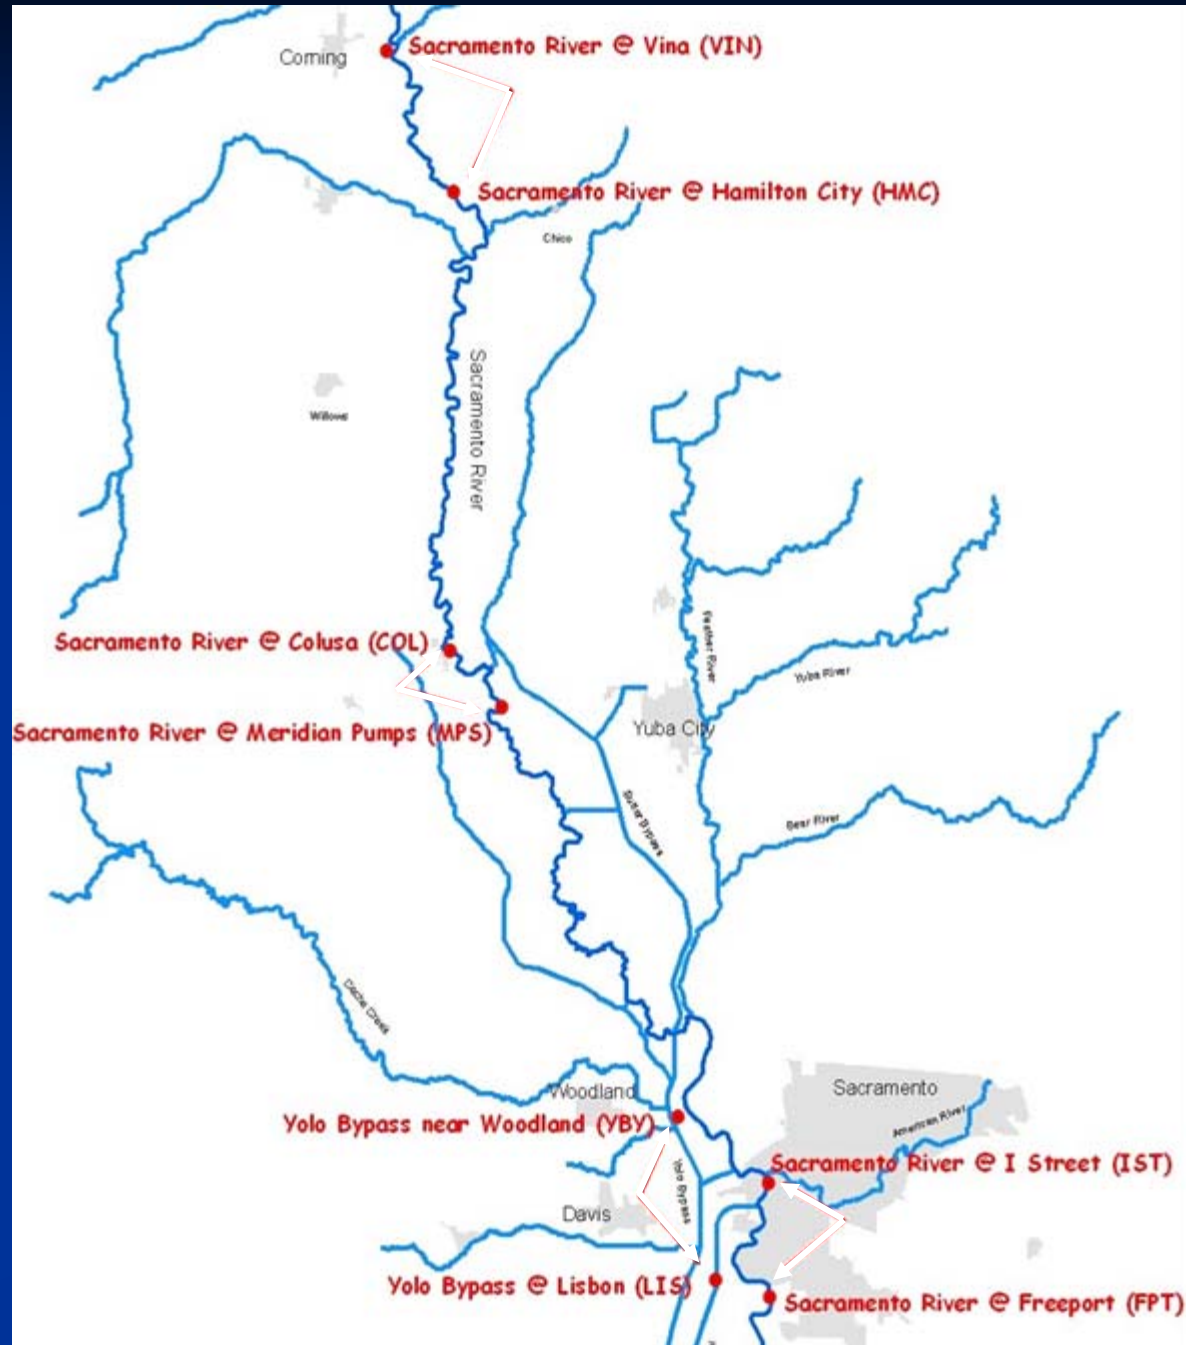 Sacramento River @ Vina (VIN)
Corning
Sacramento River @ Hamilton City (HMC)
Chico
Sacramento River
Willows
Feather River
Sacramento River @ Colusa (COL)
Yuba River
Sacramento River @ Meridian Pumps (MPS)
Yuba City
Sutter Bypass
Bear River
Cache Creek
Woodland
Sacramento
American River
Yolo Bypass near Woodland (YBY)
Sacramento River @ I Street (IST)
Yolo Bypass
Davis
Yolo Bypass @ Lisbon (LIS)
Sacramento River @ Freeport (FPT)